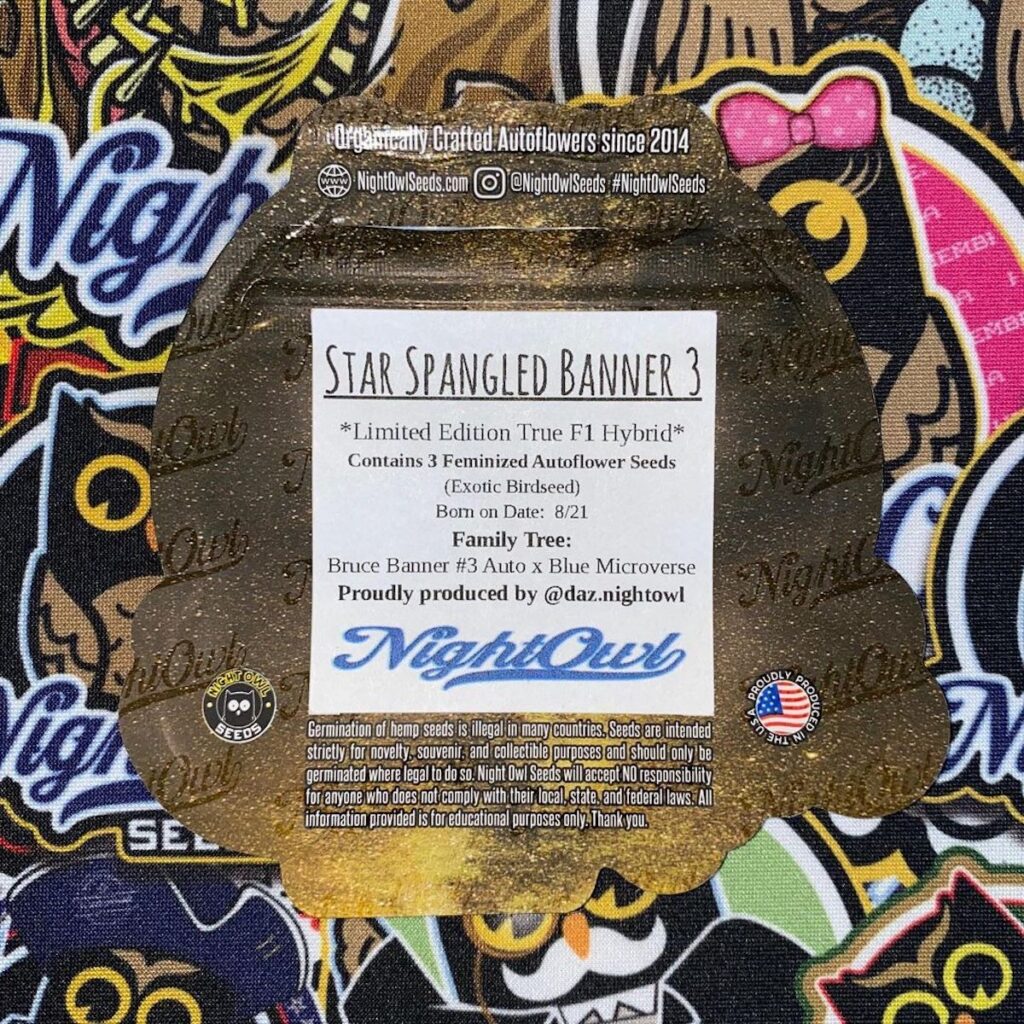 Organically Crafted Autoflowers since 2014
www NightOwlSeeds.com @NightOwlSeeds #NightOwlSeeds
STAR SPANGLED BANNER 3
*Limited Edition True F1 Hybrid*
Contains 3 Feminized Autoflower Seeds
(Exotic Birdseed)
Born on Date: 8/21
Family Tree:
Bruce Banner #3 Auto x Blue Microverse
Proudly produced by @daz.nightowl
NightOwl
NIGHT OWL
SEEDS
PROUDLY PRODUCED IN THE U.S.A.
Germination of hemp seeds is illegal in many countries. Seeds are intended
strictly for novelty, souvenir, and collectible purposes and should only be
germinated where legal to do so. Night Owl Seeds will accept NO responsibility
for anyone who does not comply with their local, state, and federal laws. All
information provided is for educational purposes only. Thank you.